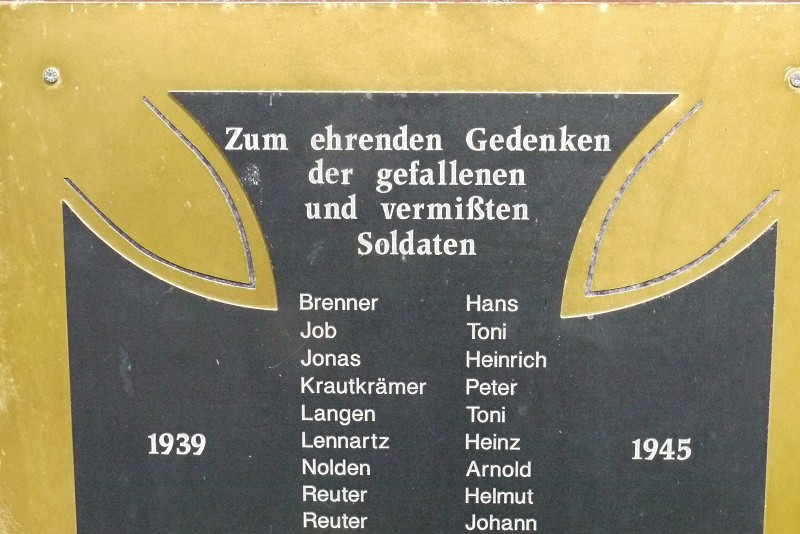 Zum ehrenden Gedenken
der gefallenen
und vermißten
Soldaten
Brenner Hans
Job Toni
Jonas Heinrich
Krautkrämer Peter
Langen Toni
1939 Lennartz Heinz 1945
Nolden Arnold
Reuter Helmut
Reuter Johann